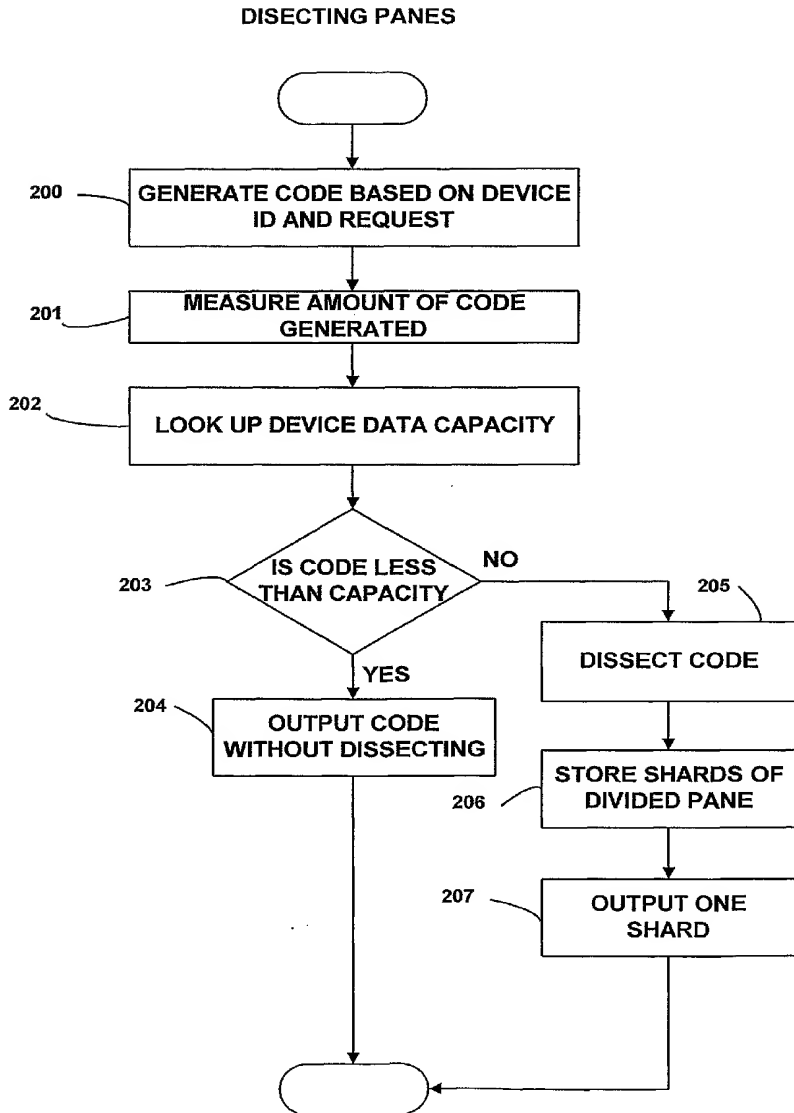 DISECTING PANES
200
GENERATE CODE BASED ON DEVICE
ID AND REQUEST
201
MEASURE AMOUNT OF CODE
GENERATED
202
LOOK UP DEVICE DATA CAPACITY
203
IS CODE LESS
THAN CAPACITY
NO
YES
204
OUTPUT CODE
WITHOUT DISSECTING
205
DISSECT CODE
206
STORE SHARDS OF
DIVIDED PANE
207
OUTPUT ONE
SHARD